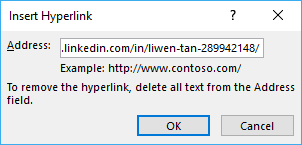 Insert Hyperlink
Address: .linkedin.com/in/liwen-tan-289942148/
Example: http://www.contoso.com/
To remove the hyperlink, delete all text from the Address
field.
OK Cancel